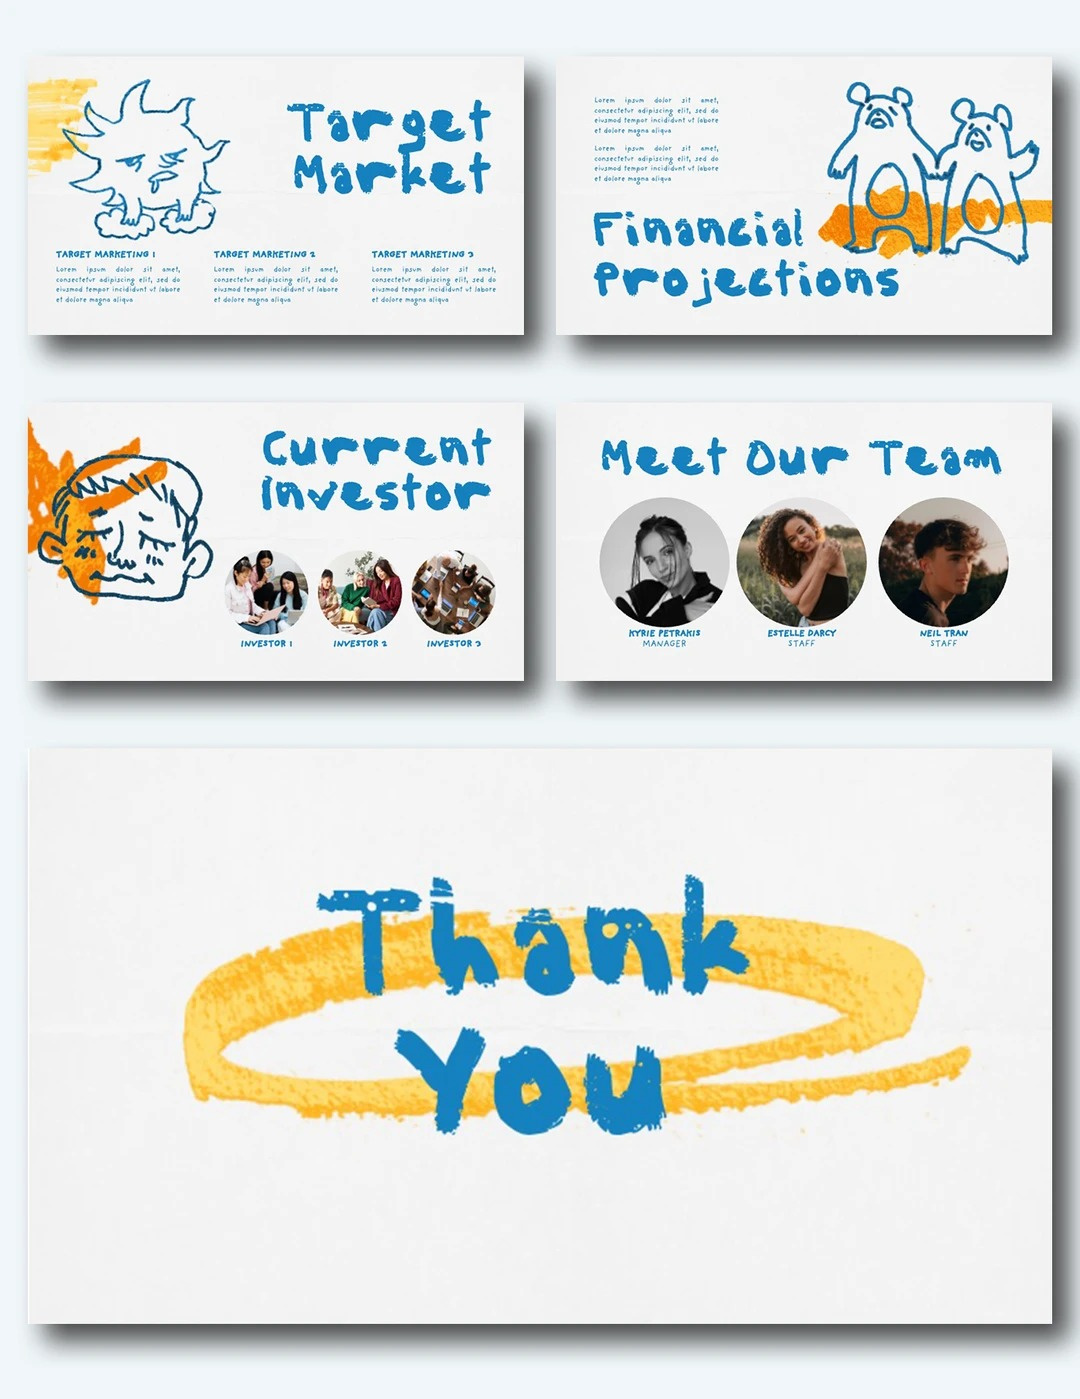 Target
Market
TARGET MARKETING 1
Lorem ipsum dolor sit amet,
consectetur adipiscing elit, sed do
eiusmod tempor incididunt ut labore
et dolore magna aliqua
TARGET MARKETING 2
Lorem ipsum dolor sit amet,
consectetur adipiscing elit, sed do
eiusmod tempor incididunt ut labore
et dolore magna aliqua
TARGET MARKETING 3
Lorem ipsum dolor sit amet,
consectetur adipiscing elit, sed do
eiusmod tempor incididunt ut labore
et dolore magna aliqua
Lorem ipsum dolor sit amet,
consectetur adipiscing elit, sed do
eiusmod tempor incididunt ut labore
et dolore magna aliqua
Lorem ipsum dolor sit amet,
consectetur adipiscing elit, sed do
eiusmod tempor incididunt ut labore
et dolore magna aliqua
Financial
Projections
Current
Investor
INVESTOR 1
INVESTOR 2
INVESTOR 3
Meet Our Team
KYRIE PETRAKIS
MANAGER
ESTELLE DARCY
STAFF
NEIL TRAN
STAFF
Thank
You